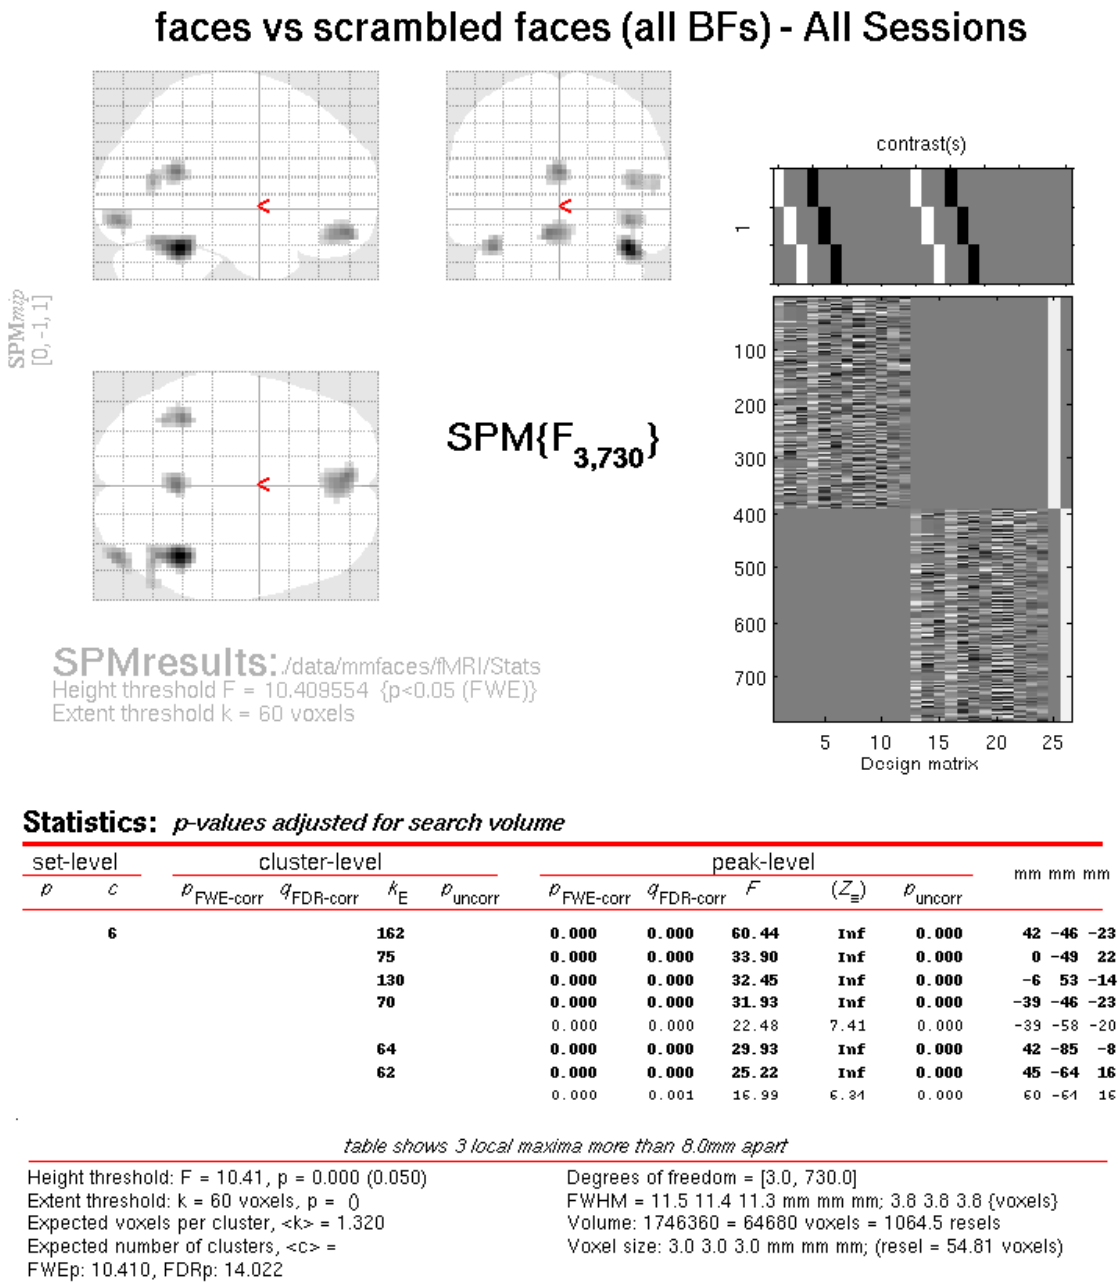 faces vs scrambled faces (all BFs) - All Sessions
SPMmip
[0, -1, 1]
<
<
<
SPM{F3,730}
contrast(s)
1
100
200
300
400
500
600
700
5 10 15 20 25
Design matrix
SPMresults: ./data/mmfaces/fMRI/Stats
Height threshold F = 10.409554 {p<0.05 (FWE)}
Extent threshold k = 60 voxels
Statistics: p-values adjusted for search volume
set-level cluster-level peak-level mm mm mm
p c pFWE-corr qFDR-corr kE puncorr pFWE-corr qFDR-corr F (Z≡) puncorr
6 162 0.000 0.000 60.44 Inf 0.000 42 -46 -23
75 0.000 0.000 33.90 Inf 0.000 0 -49 22
130 0.000 0.000 32.45 Inf 0.000 -6 53 -14
70 0.000 0.000 31.93 Inf 0.000 -39 -46 -23
0.000 0.000 22.48 7.41 0.000 -39 -58 -20
64 0.000 0.000 29.93 Inf 0.000 42 -85 -8
62 0.000 0.000 25.22 Inf 0.000 45 -64 16
0.000 0.001 16.99 6.34 0.000 60 -64 16
table shows 3 local maxima more than 8.0mm apart
Height threshold: F = 10.41, p = 0.000 (0.050)
Extent threshold: k = 60 voxels, p = ()
Expected voxels per cluster, <k> = 1.320
Expected number of clusters, <c> =
FWEp: 10.410, FDRp: 14.022
Degrees of freedom = [3.0, 730.0]
FWHM = 11.5 11.4 11.3 mm mm mm; 3.8 3.8 3.8 {voxels}
Volume: 1746360 = 64680 voxels = 1064.5 resels
Voxel size: 3.0 3.0 3.0 mm mm mm; (resel = 54.81 voxels)